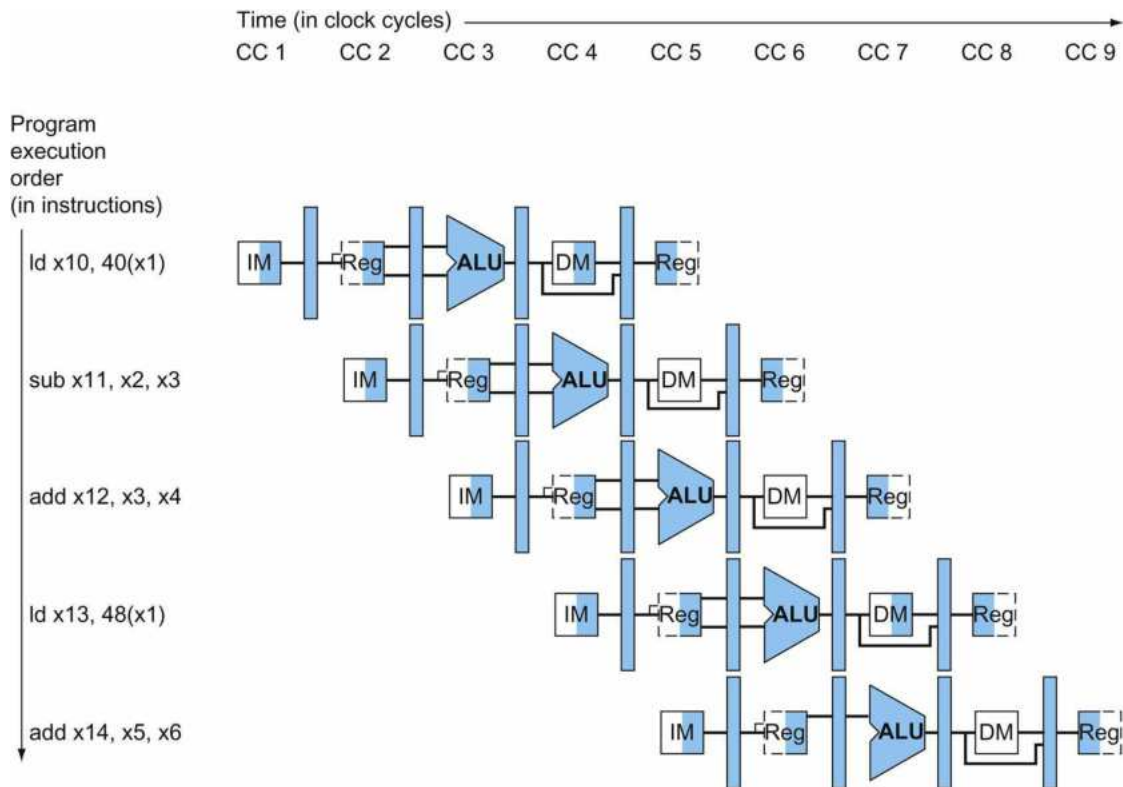 Time (in clock cycles)
CC 1 CC 2 CC 3 CC 4 CC 5 CC 6 CC 7 CC 8 CC 9
Program
execution
order
(in instructions)
ld x10, 40(x1) IM Reg ALU DM Reg
sub x11, x2, x3 IM Reg ALU DM Reg
add x12, x3, x4 IM Reg ALU DM Reg
ld x13, 48(x1) IM Reg ALU DM Reg
add x14, x5, x6 IM Reg ALU DM Reg